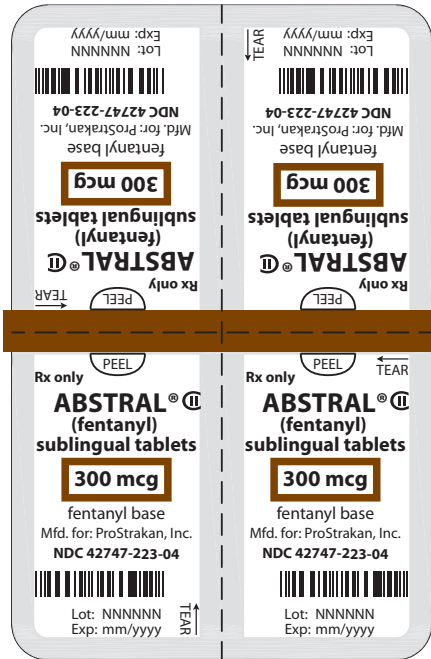 PEEL
TEAR
Rx only
ABSTRAL® CII
(fentanyl)
sublingual tablets
300 mcg
fentanyl base
Mfd. for: ProStrakan, Inc.
NDC 42747-223-04
Lot: NNNNNN
Exp: mm/yyyy
PEEL
Rx only
ABSTRAL® CII
(fentanyl)
sublingual tablets
300 mcg
fentanyl base
Mfd. for: ProStrakan, Inc.
NDC 42747-223-04
Lot: NNNNNN
Exp: mm/yyyy
TEAR
PEEL
Rx only
ABSTRAL® CII
(fentanyl)
sublingual tablets
300 mcg
fentanyl base
Mfd. for: ProStrakan, Inc.
NDC 42747-223-04
Lot: NNNNNN
Exp: mm/yyyy
TEAR
PEEL
TEAR
Rx only
ABSTRAL® CII
(fentanyl)
sublingual tablets
300 mcg
fentanyl base
Mfd. for: ProStrakan, Inc.
NDC 42747-223-04
Lot: NNNNNN
Exp: mm/yyyy